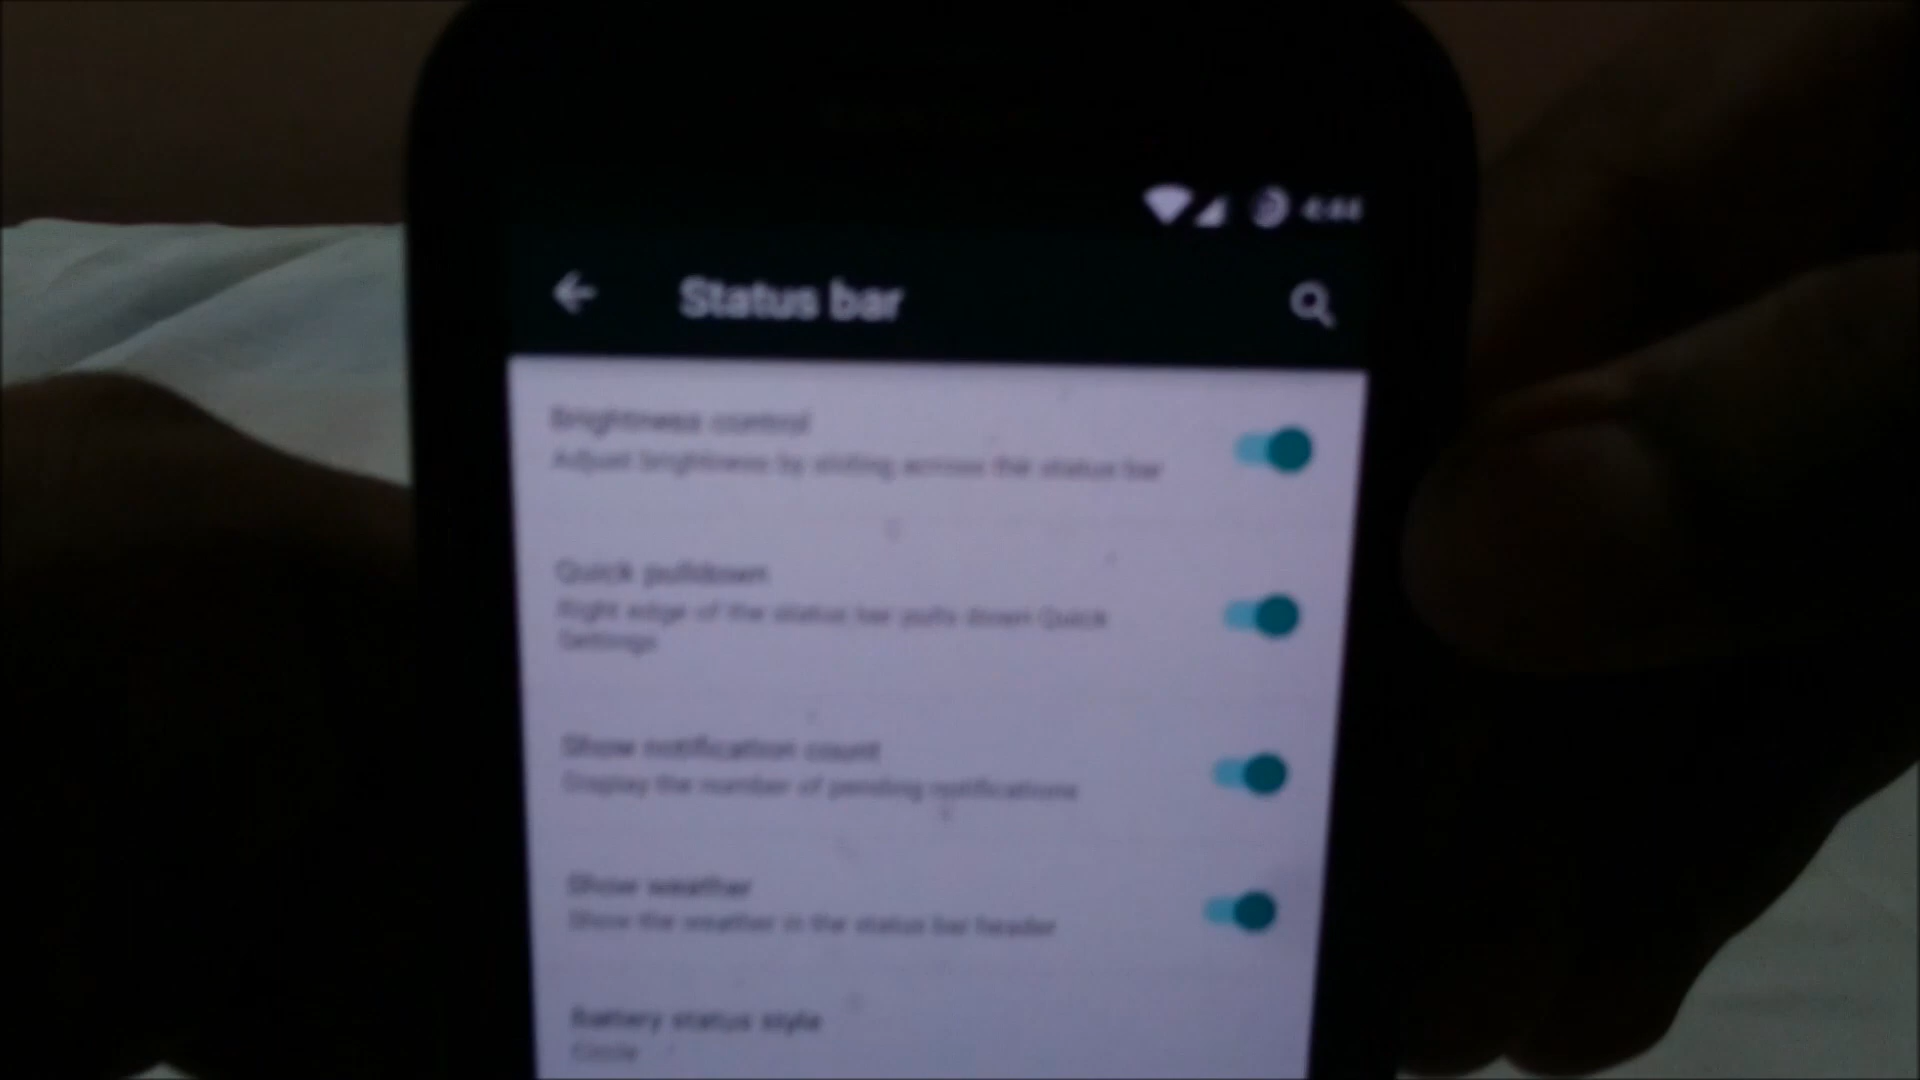 4:44
Status bar
Brightness control
Adjust brightness by sliding across the status bar
Quick pulldown
Right edge of the status bar pulls down Quick
Settings
Show notification count
Display the number of pending notifications
Show weather
Show the weather in the status bar header
Battery status style
Circle